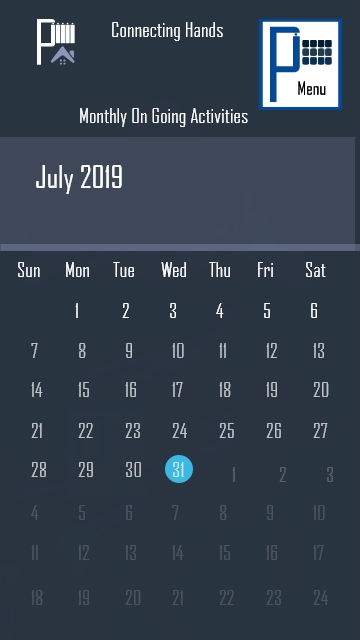 Connecting Hands
Menu
Monthly On Going Activities
July 2019
Sun Mon Tue Wed Thu Fri Sat
1 2 3 4 5 6
7 8 9 10 11 12 13
14 15 16 17 18 19 20
21 22 23 24 25 26 27
28 29 30 31 1 2 3
4 5 6 7 8 9 10
11 12 13 14 15 16 17
18 19 20 21 22 23 24